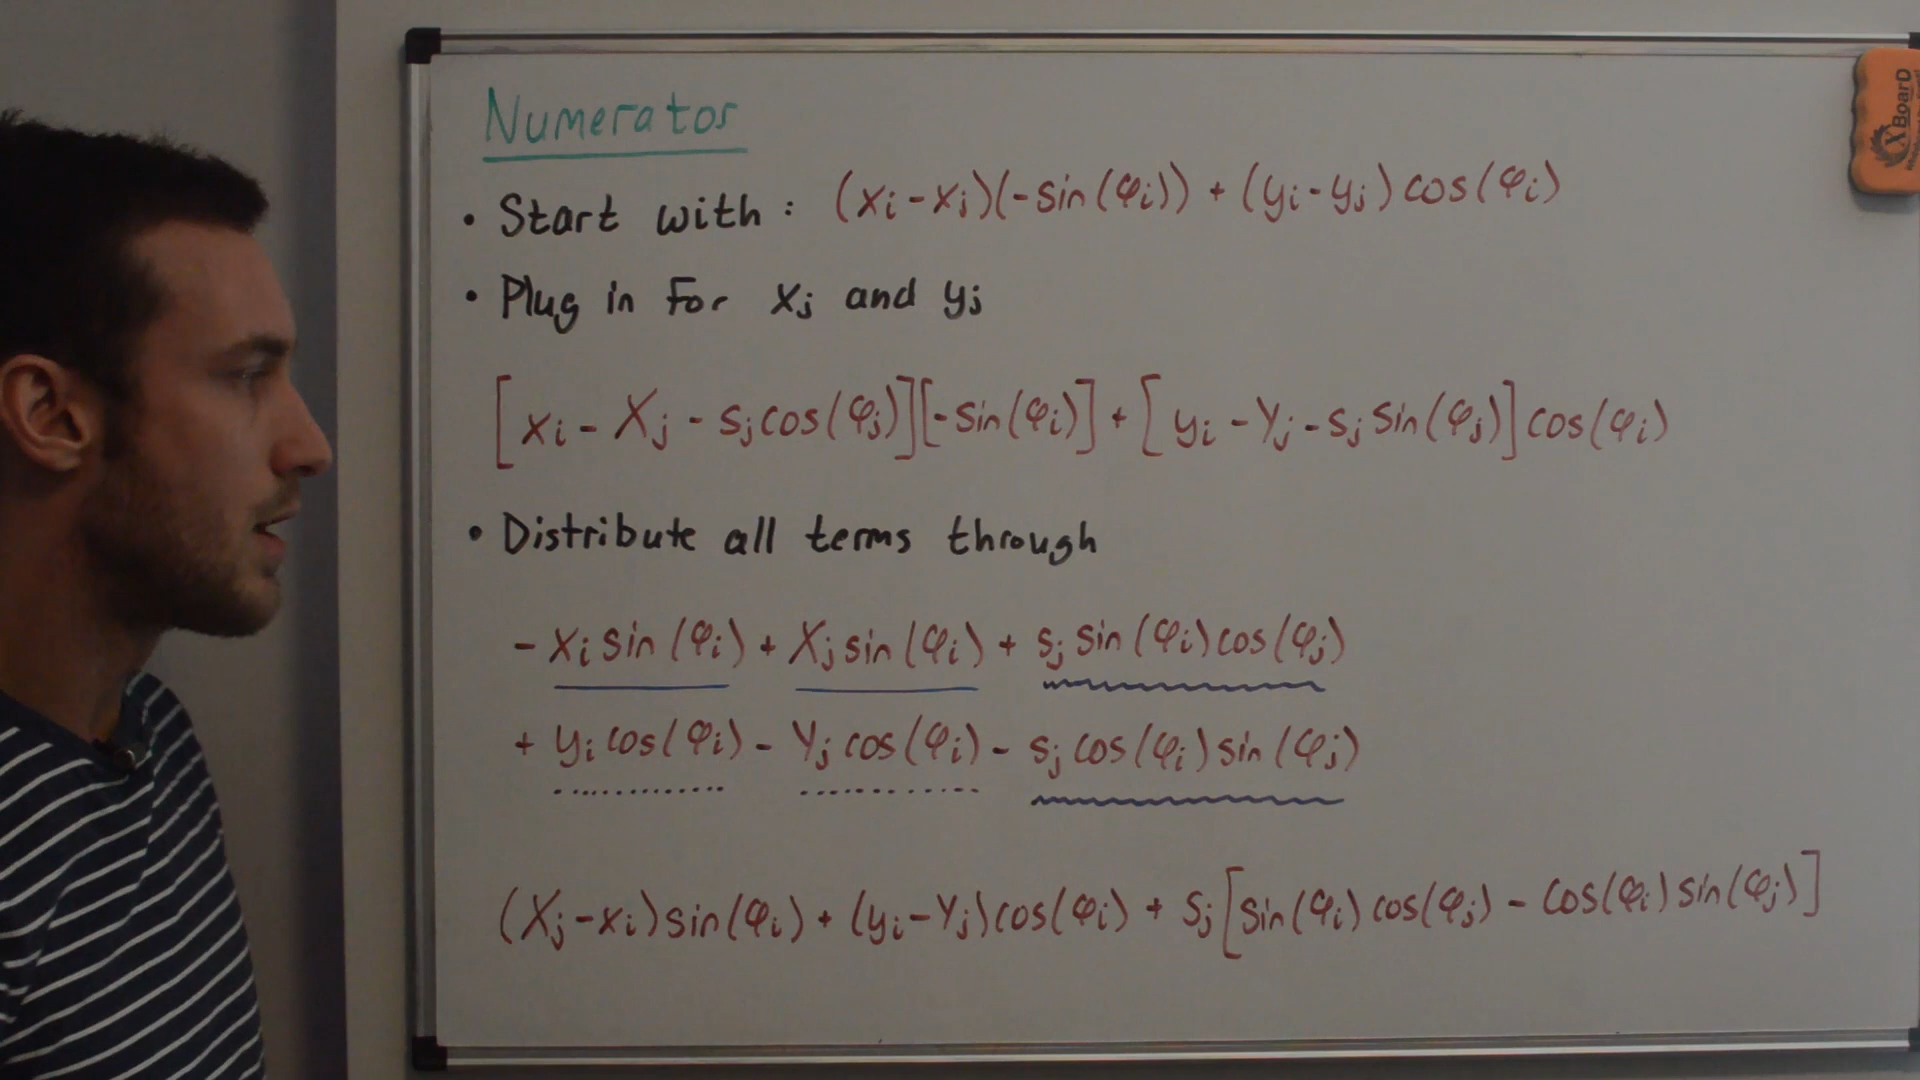 Numerator
• Start with: (xi - xj)(-sin(φi)) + (yi - yj) cos(φi)
• Plug in for xj and yj
[xi - Xj - sj cos(φj)][-sin(φi)] + [yi - Yj - sj sin(φj)] cos(φi)
• Distribute all terms through
- xi sin(φi) + Xj sin(φi) + sj sin(φi) cos(φj)
+ yi cos(φi) - Yj cos(φi) - sj cos(φi) sin(φj)
(Xj - xi) sin(φi) + (yi - Yj) cos(φi) + sj [sin(φi) cos(φj) - cos(φi) sin(φj)]
XBoarD